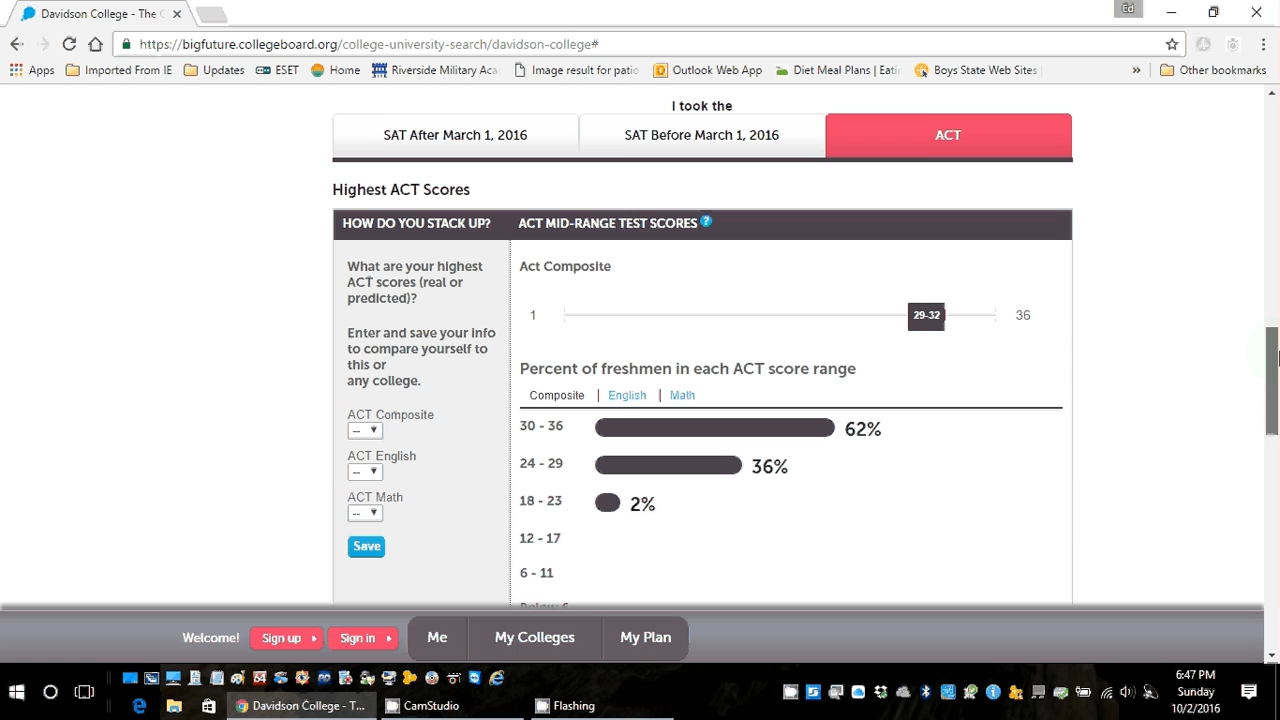 Davidson College - The C
Ed
https://bigfuture.collegeboard.org/college-university-search/davidson-college#
Apps Imported From IE Updates ESET Home Riverside Military Aca Image result for patio Outlook Web App Diet Meal Plans | Eati Boys State Web Sites » Other bookmarks
I took the
SAT After March 1, 2016 SAT Before March 1, 2016 ACT
Highest ACT Scores
HOW DO YOU STACK UP? ACT MID-RANGE TEST SCORES ?
What are your highest
ACT scores (real or
predicted)?
Enter and save your info
to compare yourself to
this or
any college.
ACT Composite
--
ACT English
--
ACT Math
--
Save
Act Composite
1 29-32 36
Percent of freshmen in each ACT score range
Composite | English | Math
30 - 36 62%
24 - 29 36%
18 - 23 2%
12 - 17
6 - 11
Below 6
Welcome! Sign up Sign in Me My Colleges My Plan
6:47 PM
Sunday
10/2/2016
Davidson College - T... CamStudio Flashing